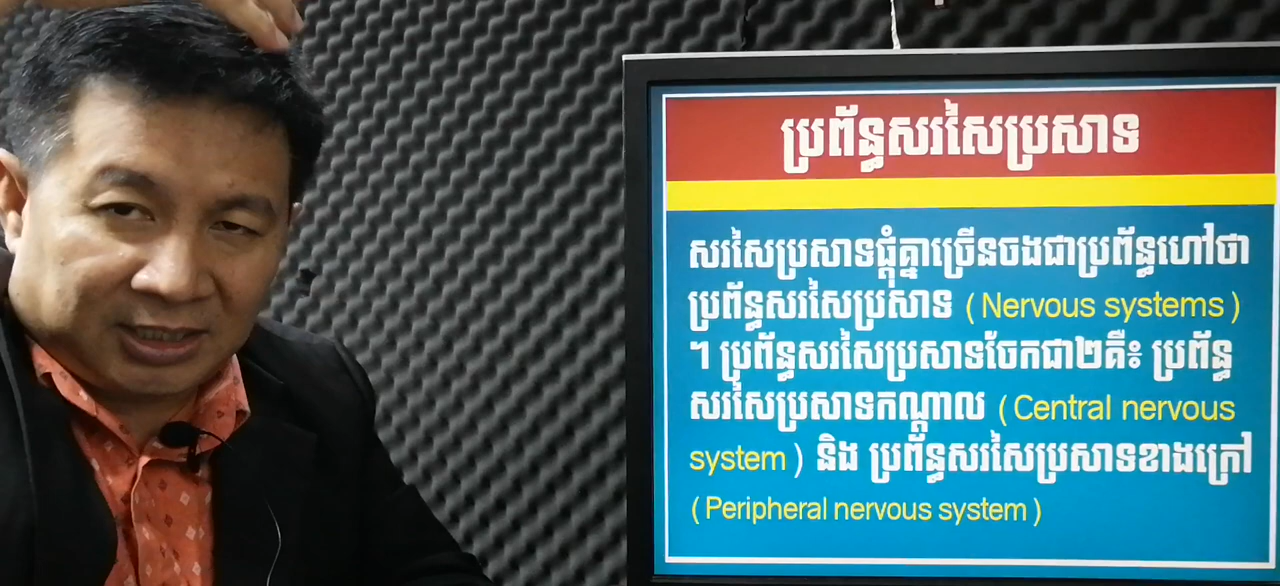 ប្រព័ន្ធសរសៃប្រសាទ
សរសៃប្រសាទផ្គុំគ្នាច្រើនចងជាប្រព័ន្ធហៅថា
ប្រព័ន្ធសរសៃប្រសាទ (Nervous systems)
។ ប្រព័ន្ធសរសៃប្រសាទចែកជា២គឺ៖ ប្រព័ន្ធ
សរសៃប្រសាទកណ្តាល (Central nervous
system) និង ប្រព័ន្ធសរសៃប្រសាទខាងក្រៅ
(Peripheral nervous system)